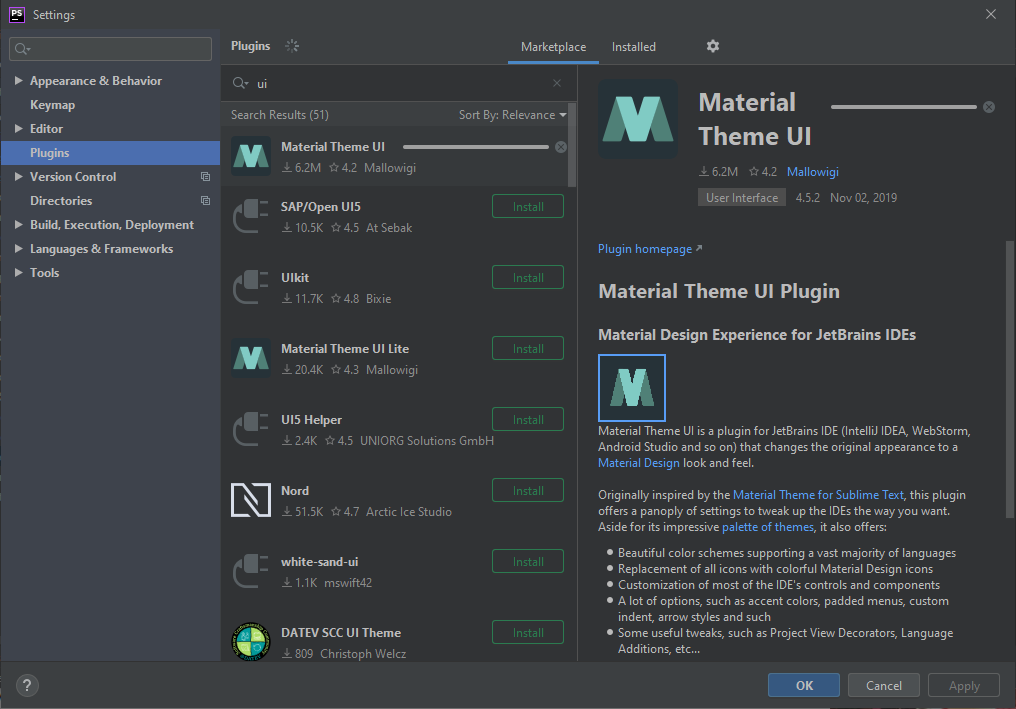 PS Settings
Appearance & Behavior
Keymap
Editor
Plugins
Version Control
Directories
Build, Execution, Deployment
Languages & Frameworks
Tools
Plugins
Marketplace
Installed
ui
Search Results (51)
Sort By: Relevance
Material Theme UI
6.2M 4.2 Mallowigi
SAP/Open UI5
10.5K 4.5 At Sebak
Install
UIkit
11.7K 4.8 Bixie
Install
Material Theme UI Lite
20.4K 4.3 Mallowigi
Install
UI5 Helper
2.4K 4.5 UNIORG Solutions GmbH
Install
Nord
51.5K 4.7 Arctic Ice Studio
Install
white-sand-ui
1.1K mswift42
Install
DATEV SCC UI Theme
809 Christoph Welcz
Install
Material
Theme UI
6.2M 4.2 Mallowigi
User Interface 4.5.2 Nov 02, 2019
Plugin homepage
Material Theme UI Plugin
Material Design Experience for JetBrains IDEs
Material Theme UI is a plugin for JetBrains IDE (IntelliJ IDEA, WebStorm,
Android Studio and so on) that changes the original appearance to a
Material Design look and feel.
Originally inspired by the Material Theme for Sublime Text, this plugin
offers a panoply of settings to tweak up the IDEs the way you want.
Aside for its impressive palette of themes, it also offers:
Beautiful color schemes supporting a vast majority of languages
Replacement of all icons with colorful Material Design icons
Customization of most of the IDE's controls and components
A lot of options, such as accent colors, padded menus, custom
indent, arrow styles and such
Some useful tweaks, such as Project View Decorators, Language
Additions, etc...
?
OK
Cancel
Apply